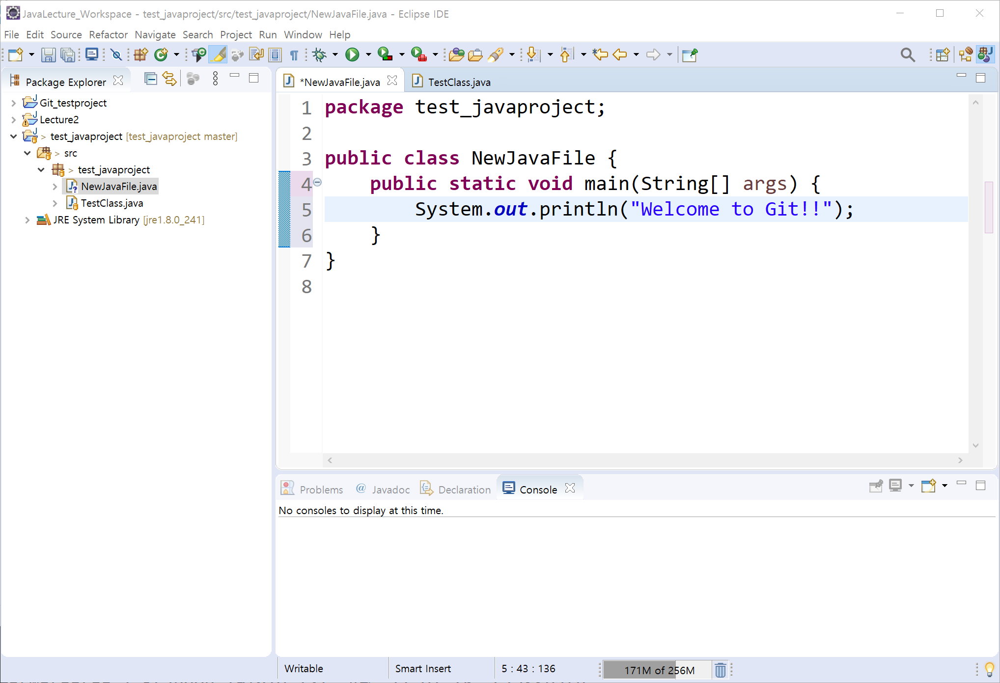 JavaLecture_Workspace - test_javaproject/src/test_javaproject/NewJavaFile.java - Eclipse IDE
File Edit Source Refactor Navigate Search Project Run Window Help
Package Explorer
Git_testproject
Lecture2
> test_javaproject [test_javaproject master]
> src
> test_javaproject
NewJavaFile.java
TestClass.java
JRE System Library [jre1.8.0_241]
*NewJavaFile.java TestClass.java
1 package test_javaproject;
2
3 public class NewJavaFile {
4 public static void main(String[] args) {
5 System.out.println("Welcome to Git!!");
6 }
7 }
8
Problems @ Javadoc Declaration Console
No consoles to display at this time.
Writable Smart Insert 5 : 43 : 136 171M of 256M